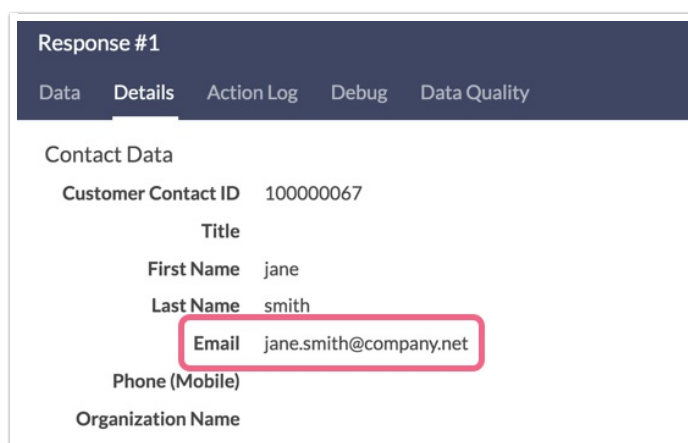 Response #1
Data Details Action Log Debug Data Quality
Contact Data
Customer Contact ID 100000067
Title
First Name jane
Last Name smith
Email jane.smith@company.net
Phone (Mobile)
Organization Name